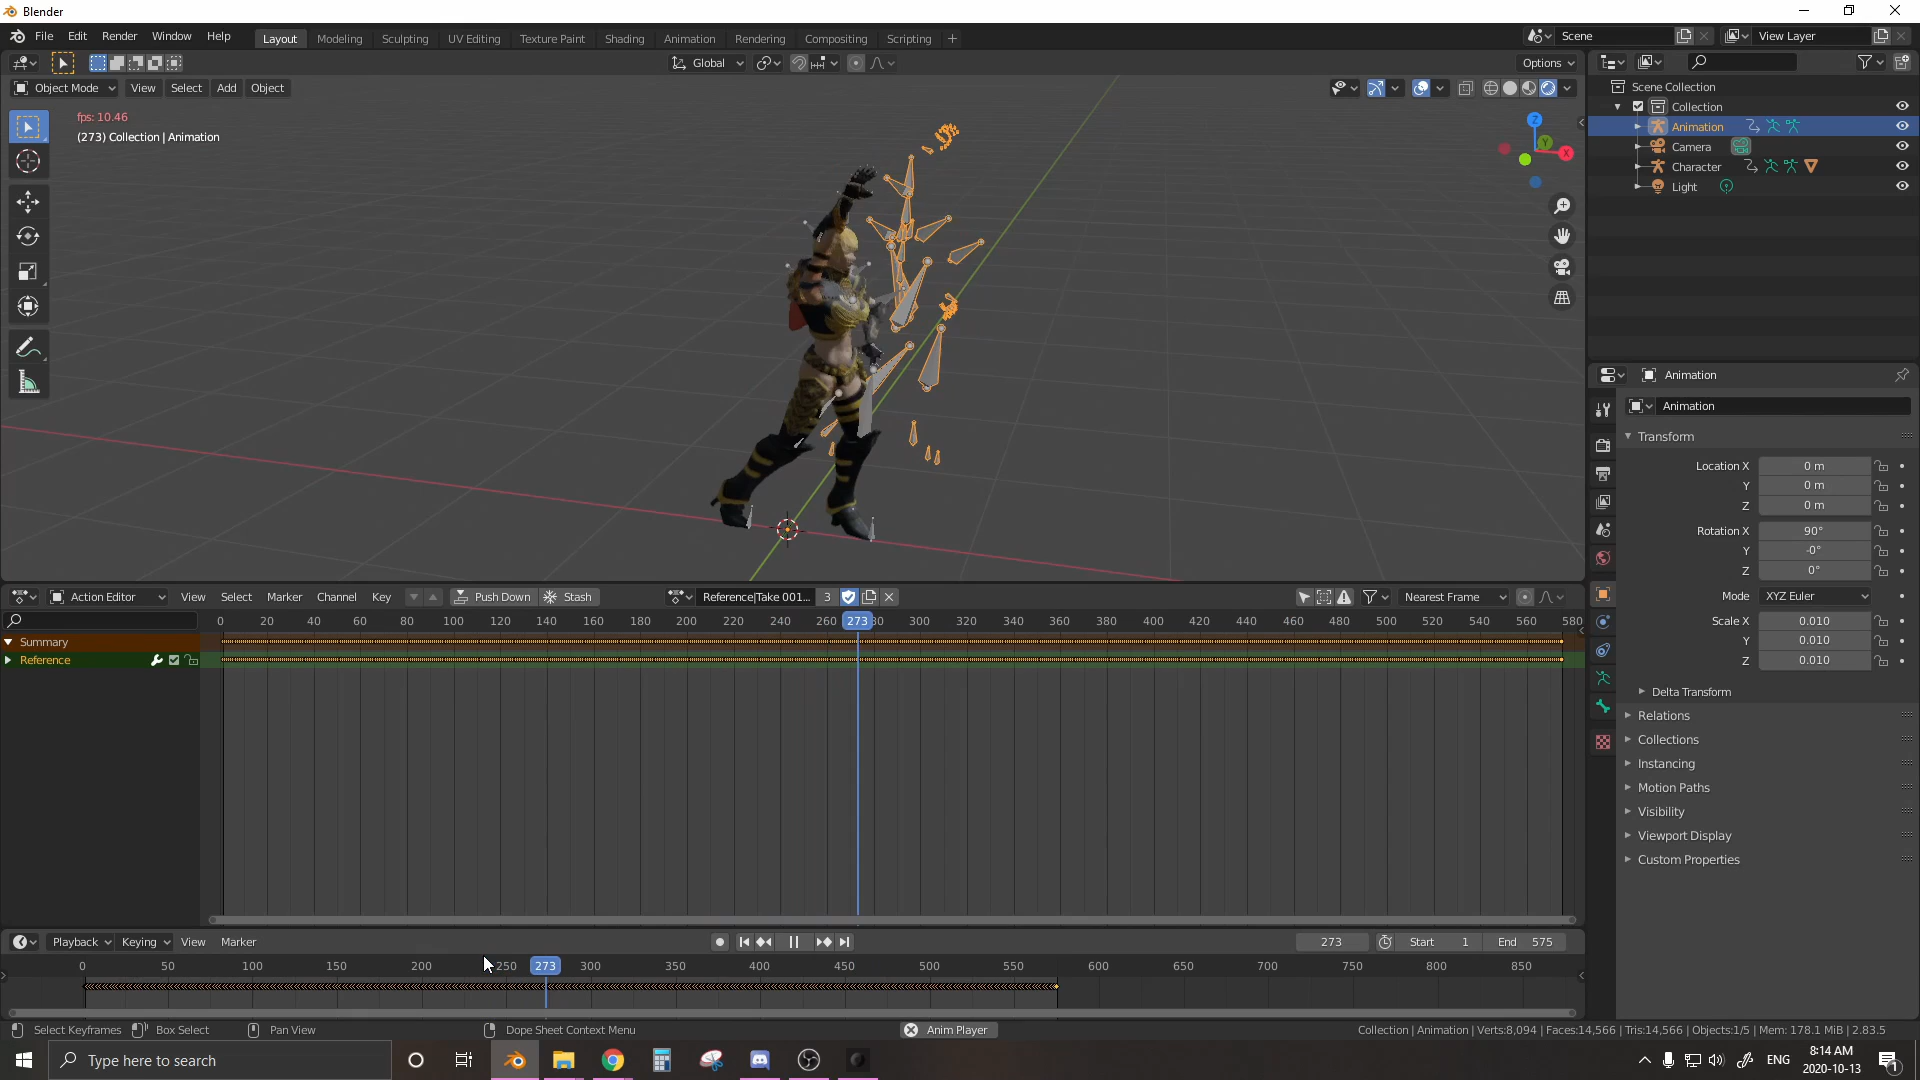 Blender
File Edit Render Window Help Layout Modeling Sculpting UV Editing Texture Paint Shading Animation Rendering Compositing Scripting + Scene View Layer
Global Options
Object Mode View Select Add Object
fps: 10.46
(273) Collection | Animation
Z
Y
X
Scene Collection
Collection
Animation
Camera
Character
Light
Animation
Animation
Transform
Location X 0 m
Y 0 m
Z 0 m
Rotation X 90°
Y -0°
Z 0°
Mode XYZ Euler
Scale X 0.010
Y 0.010
Z 0.010
Delta Transform
Relations
Collections
Instancing
Motion Paths
Visibility
Viewport Display
Custom Properties
Action Editor View Select Marker Channel Key Push Down Stash Reference|Take 001... 3 Nearest Frame
0 20 40 60 80 100 120 140 160 180 200 220 240 260 273 80 300 320 340 360 380 400 420 440 460 480 500 520 540 560 580
Summary
Reference
Playback Keying View Marker 273 Start 1 End 575
0 50 100 150 200 250 273 300 350 400 450 500 550 600 650 700 750 800 850
Select Keyframes Box Select Pan View Dope Sheet Context Menu Anim Player Collection | Animation | Verts:8,094 | Faces:14,566 | Tris:14,566 | Objects:1/5 | Mem: 178.1 MiB | 2.83.5
Type here to search ENG 8:14 AM
2020-10-13 1